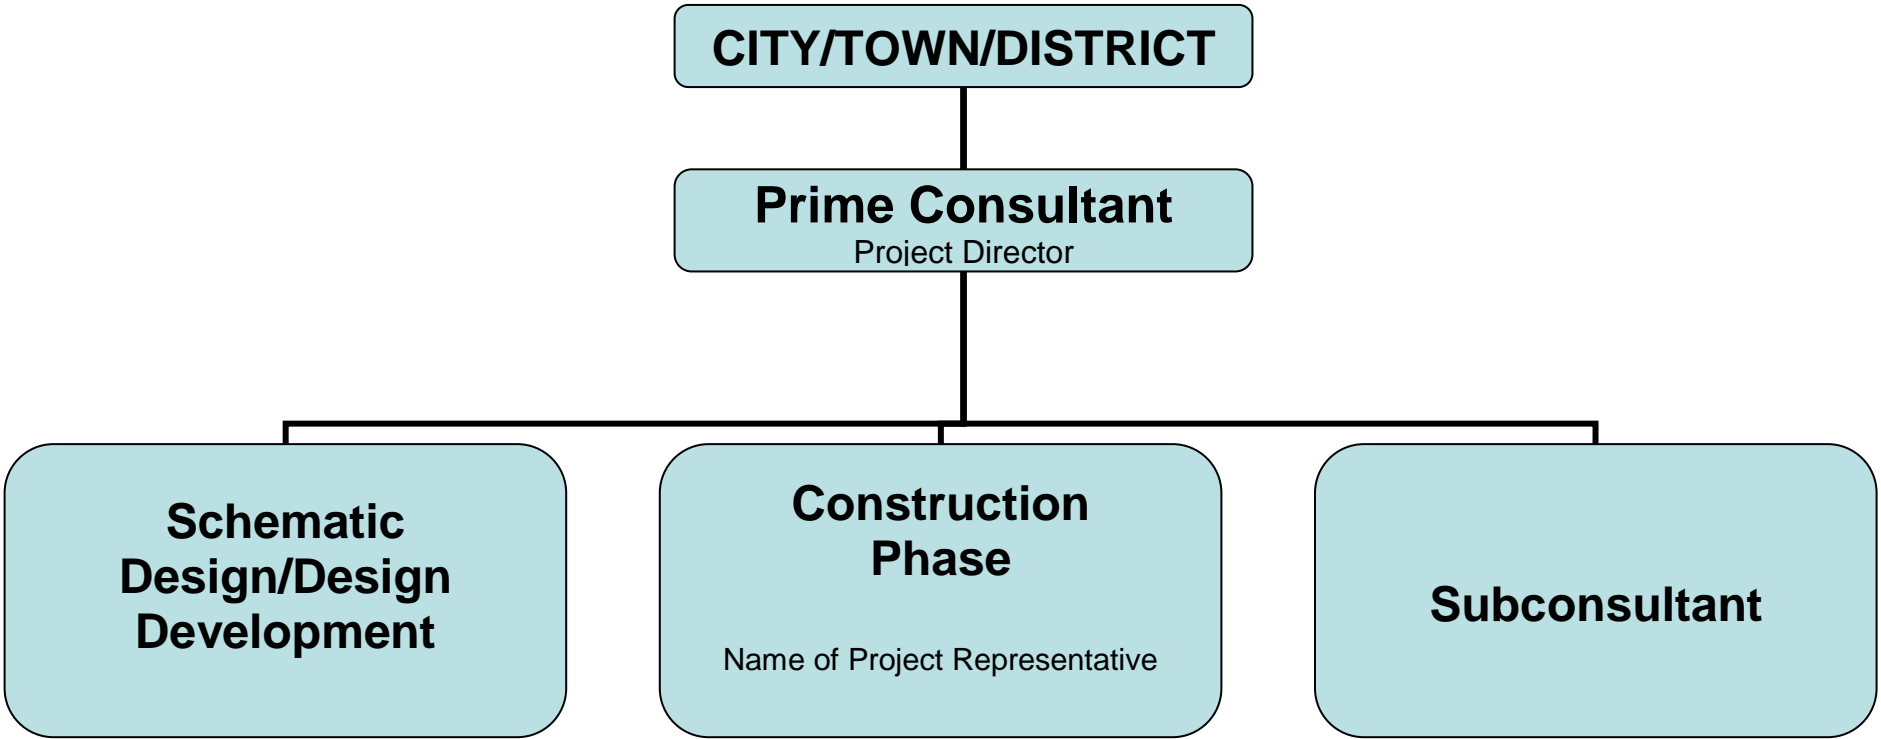 CITY/TOWN/DISTRICT
Prime Consultant
Project Director
Schematic
Design/Design
Development
Construction
Phase
Name of Project Representative
Subconsultant